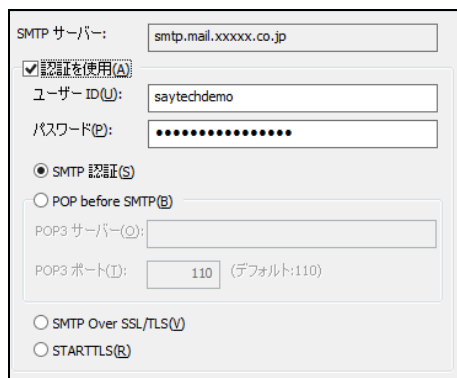 SMTP サーバー: smtp.mail.xxxxx.co.jp
認証を使用(A)
ユーザー ID(U): saytechdemo
パスワード(P): ●●●●●●●●●●●●●●●●
SMTP 認証(S)
POP before SMTP(B)
POP3 サーバー(O):
POP3 ポート(T): 110 (デフォルト:110)
SMTP Over SSL/TLS(V)
STARTTLS(R)